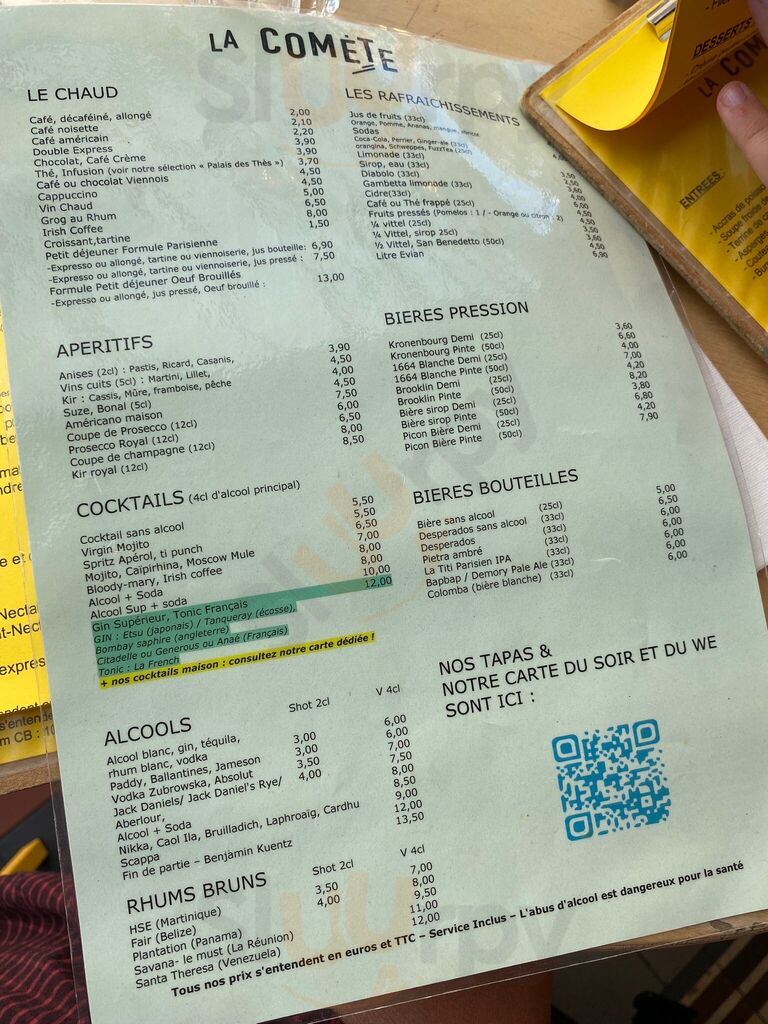 LA COMÈTE
LE CHAUD
Café, décaféiné, allongé 2,00
Café noisette 2,10
Café américain 2,20
Double Express 3,90
Chocolat, Café Crème 3,90
Thé, Infusion (voir notre sélection « Palais des Thès ») 3,70
Café ou chocolat Viennois 4,50
Cappuccino 4,50
Vin Chaud 5,00
Grog au Rhum 6,50
Irish Coffee 8,00
Croissant,tartine 1,50
Petit déjeuner Formule Parisienne
-Expresso ou allongé, tartine ou viennoiserie, jus bouteille: 6,90
-Expresso ou allongé, tartine ou viennoiserie, jus pressé : 7,50
Formule Petit déjeuner Oeuf Brouillés
-Expresso ou allongé, jus pressé, Oeuf brouillé : 13,00
APERITIFS
Anises (2cl) : Pastis, Ricard, Casanis, 3,90
Vins cuits (5cl) : Martini, Lillet, 4,50
Kir : Cassis, Mûre, framboise, pêche 4,00
Suze, Bonal (5cl) 4,50
Américano maison 7,50
Coupe de Prosecco (12cl) 6,00
Prosecco Royal (12cl) 6,50
Coupe de champagne (12cl) 8,00
Kir royal (12cl) 8,50
COCKTAILS (4cl d'alcool principal)
Cocktail sans alcool 5,50
Virgin Mojito 5,50
Spritz Apérol, ti punch 6,50
Mojito, Caïpirhina, Moscow Mule 7,00
Bloody-mary, Irish coffee 8,00
Alcool + Soda 8,00
Alcool Sup + soda 10,00
Gin Supérieur, Tonic Français 12,00
GIN : Etsu (japonais) / Tanqueray (écosse),
Bombay saphire (angleterre)
Citadelle ou Generous ou Anaé (Français)
Tonic : La French
+ nos cocktails maison : consultez notre carte dédiée !
ALCOOLS
Shot 2cl V 4cl
Alcool blanc, gin, téquila,
rhum blanc, vodka 3,00 6,00
Paddy, Ballantines, Jameson 3,00 6,00
Vodka Zubrowska, Absolut 3,50 7,00
Jack Daniels/ Jack Daniel's Rye/ 4,00 7,50
Aberlour, 8,00
Alcool + Soda 8,50
Nikka, Caol Ila, Bruilladich, Laphroaïg, Cardhu 9,00
Scappa 12,00
Fin de partie – Benjamin Kuentz 13,50
RHUMS BRUNS
Shot 2cl V 4cl
HSE (Martinique) 3,50 7,00
Fair (Belize) 4,00 8,00
Plantation (Panama) 9,50
Savana- le must (La Réunion) 11,00
Santa Theresa (Venezuela) 12,00
LES RAFRAICHISSEMENTS
Jus de fruits (33cl)
Orange, Pomme, Ananas, mangue, abricot
Sodas
Coca-Cola, Perrier, Ginger-ale (33cl)
orangina, Schweppes, FuzzTea (25cl)
Limonade (33cl)
Sirop, eau (33cl)
Diabolo (33cl)
Gambetta limonade (33cl)
Cidre(33cl)
Café ou Thé frappé (25cl)
Fruits pressés (Pomelos : 1 / - Orange ou citron : 2)
¼ vittel (25cl)
¼ Vittel, sirop 25cl)
½ Vittel, San Benedetto (50cl)
Litre Evian 6,90
BIERES PRESSION
Kronenbourg Demi (25cl) 3,60
Kronenbourg Pinte (50cl) 6,60
1664 Blanche Demi (25cl) 4,00
1664 Blanche Pinte (50cl) 7,00
Brooklin Demi (25cl) 4,20
Brooklin Pinte (50cl) 8,20
Bière sirop Demi (25cl) 3,80
Bière sirop Pinte (50cl) 6,80
Picon Bière Demi (25cl) 4,20
Picon Bière Pinte (50cl) 7,90
BIERES BOUTEILLES
Bière sans alcool (25cl) 5,00
Desperados sans alcool (33cl) 6,50
Desperados (33cl) 6,00
Pietra ambré (33cl) 6,00
La Titi Parisien IPA (33cl) 6,00
Bapbap / Demory Pale Ale (33cl) 6,00
Colomba (bière blanche) (33cl)
NOS TAPAS &
NOTRE CARTE DU SOIR ET DU WE
SONT ICI :
Tous nos prix s'entendent en euros et TTC – Service Inclus – L'abus d'alcool est dangereux pour la santé
DESSERTS
LA COM
ENTREES
- Accras de
- Soupe froide de
- Tartine de
- Asperge